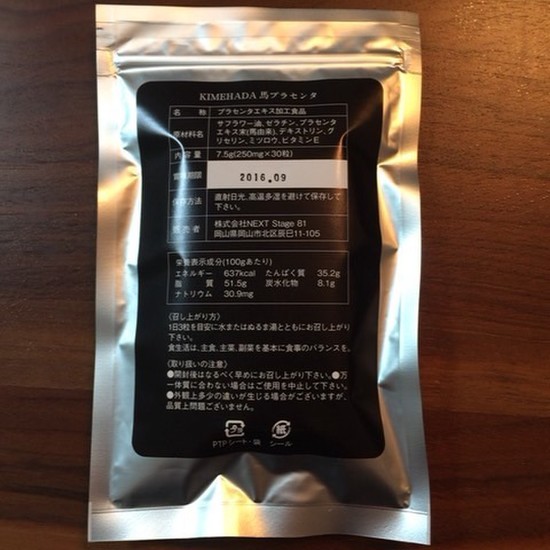 KIMEHADA 馬プラセンタ
名 称 プラセンタエキス加工食品
原材料名 サフラワー油、ゼラチン、プラセンタ
エキス末(馬由来)、デキストリン、グ
リセリン、ミツロウ、ビタミンE
内容量 7.5g(250mg×30粒)
賞味期限 2016.09
保存方法 直射日光、高温多湿を避けて保存して
下さい。
販売者 株式会社NEXT Stage 81
岡山県岡山市北区辰巳11-105
栄養表示成分(100gあたり)
エネルギー 637kcal たんぱく質 35.2g
脂 質 51.5g 炭水化物 8.1g
ナトリウム 30.9mg
〈召し上がり方〉
1日3粒を目安に水またはぬるま湯とともにお召し上がり
下さい。
食生活は、主食、主菜、副菜を基本に食事のバランスを。
〈取り扱いの注意〉
●開封後はなるべく早めにお召し上がり下さい。●万
一体質に合わない場合はご使用を中止して下さい。
●外観上多少の違いが生じる場合がございますが、
品質上問題ございません。
プラ 紙
PTPシート・袋 シール